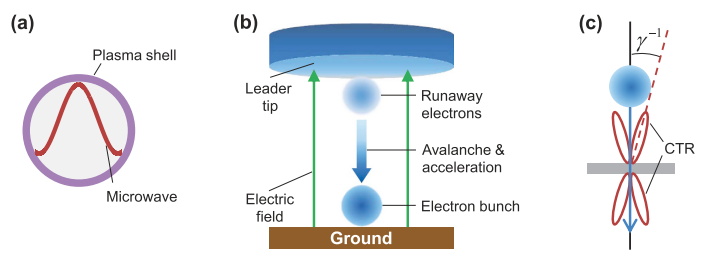 (a)
Plasma shell
Microwave
(b)
Leader
tip
Runaway
electrons
Avalanche &
acceleration
Electric
field
Electron bunch
Ground
(c)
γ⁻¹
CTR